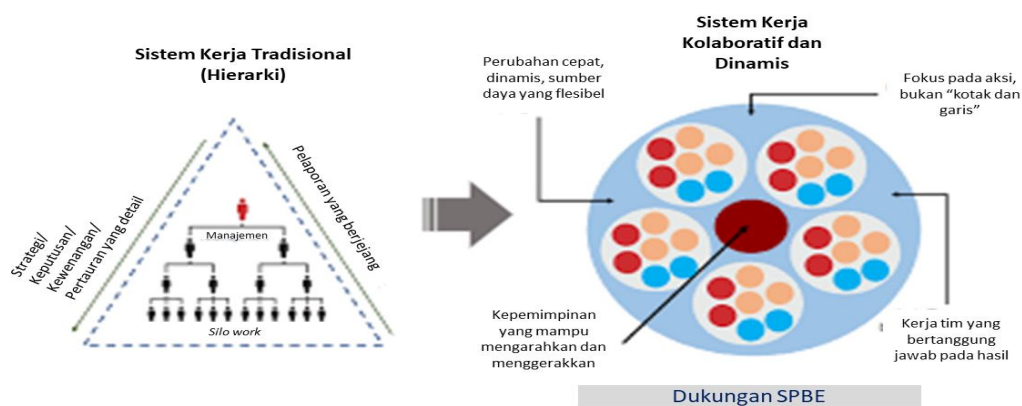 Sistem Kerja Tradisional
(Hierarki)
Strategi/
Keputusan/
Kewenangan/
Pertauran yang detail
Pelaporan yang berjejang
Manajemen
Silo work
Sistem Kerja
Kolaboratif dan
Dinamis
Perubahan cepat,
dinamis, sumber
daya yang flesibel
Fokus pada aksi,
bukan “kotak dan
garis”
Kepemimpinan
yang mampu
mengarahkan dan
menggerakkan
Kerja tim yang
bertanggung
jawab pada hasil
Dukungan SPBE